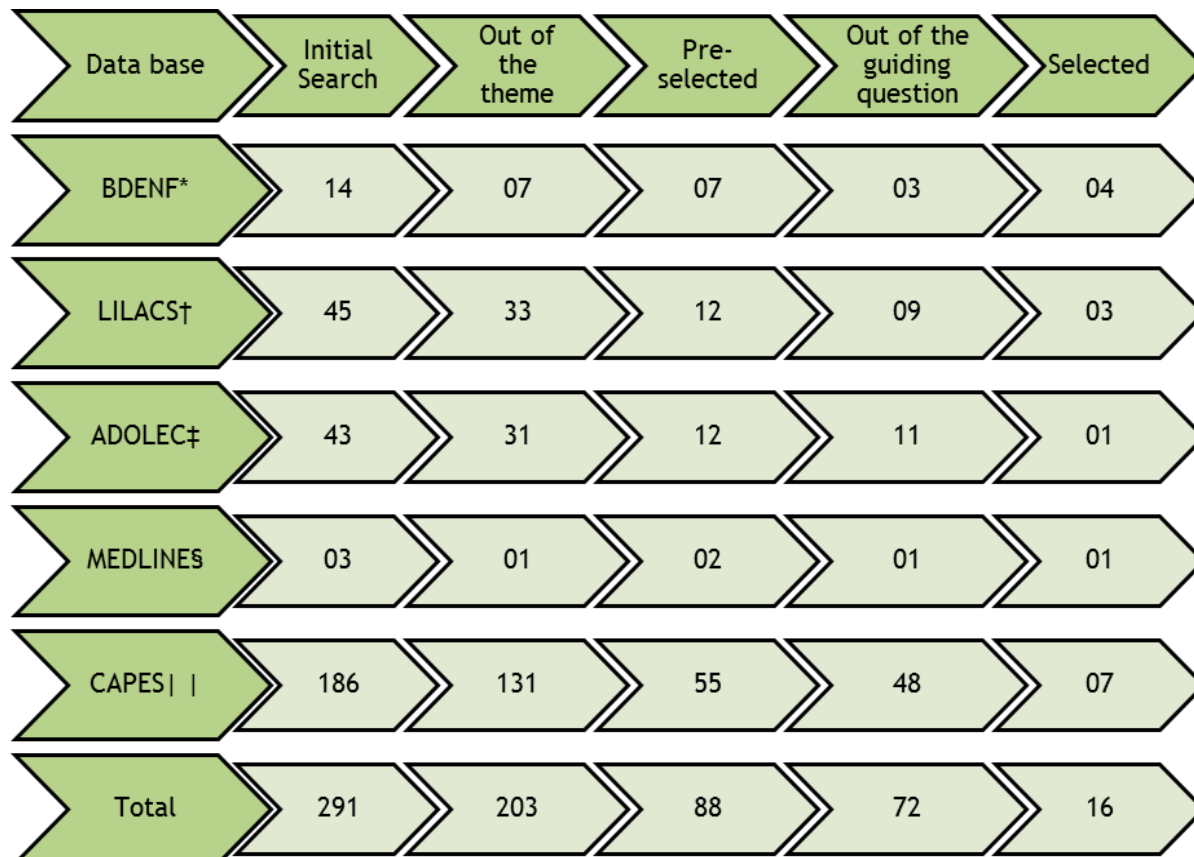 Data base
Initial
Search
Out of
the
theme
Pre-
selected
Out of the
guiding
question
Selected
BDENF*
14
07
07
03
04
LILACS†
45
33
12
09
03
ADOLEC‡
43
31
12
11
01
MEDLINE§
03
01
02
01
01
CAPES| |
186
131
55
48
07
Total
291
203
88
72
16